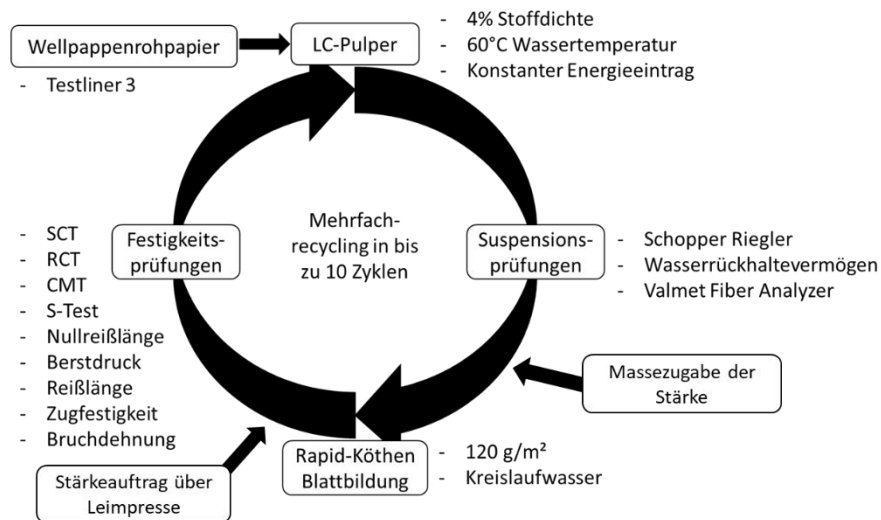 Wellpappenrohpapier
- Testliner 3
LC-Pulper
- 4% Stoffdichte
- 60°C Wassertemperatur
- Konstanter Energieeintrag
Mehrfach-
recycling in bis
zu 10 Zyklen
Suspensions-
prüfungen
- Schopper Riegler
- Wasserrückhaltevermögen
- Valmet Fiber Analyzer
Massezugabe der
Stärke
Rapid-Köthen
Blattbildung
- 120 g/m²
- Kreislaufwasser
Stärkeauftrag über
Leimpresse
Festigkeits-
prüfungen
- SCT
- RCT
- CMT
- S-Test
- Nullreißlänge
- Berstdruck
- Reißlänge
- Zugfestigkeit
- Bruchdehnung